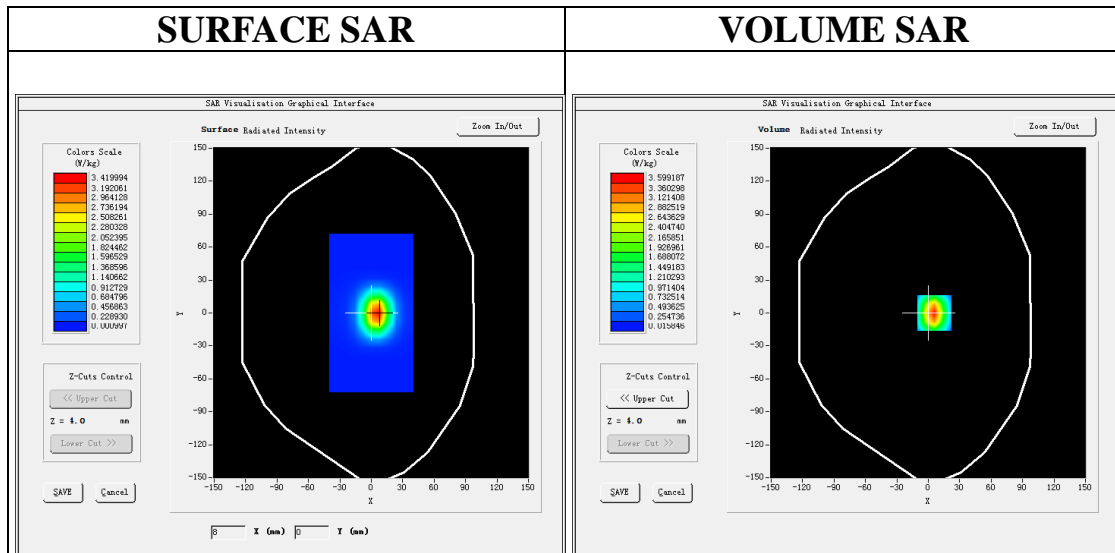 SURFACE SAR
VOLUME SAR
SAR Visualisation Graphical Interface
Surface Radiated Intensity
Zoom In/Out
Colors Scale
(W/kg)
3.419994
3.192061
2.964128
2.736194
2.508261
2.280328
2.052395
1.824462
1.596529
1.368596
1.140662
0.912729
0.684796
0.456863
0.228930
0.000997
150
90
60
30
0
-30
-60
-90
-120
-150
Y
-150 -120 -90 -60 -30 0 30 60 90 120 150
X
Z-Cuts Control
<< Upper Cut
Z = 4.0 mm
Lower Cut >>
SAVE Cancel
8 X (mm) 0 Y (mm)
SAR Visualisation Graphical Interface
Volume Radiated Intensity
Zoom In/Out
Colors Scale
(W/kg)
3.599187
3.360298
3.121408
2.882519
2.643629
2.404740
2.165851
1.926961
1.688072
1.449183
1.210293
0.971404
0.732514
0.493625
0.254736
0.015846
150
120
90
60
30
0
-30
-60
-90
-120
-150
Y
-150 -120 -90 -60 -30 0 30 60 90 120 150
X
Z-Cuts Control
<< Upper Cut
Z = 4.0 mm
Lower Cut >>
SAVE Cancel